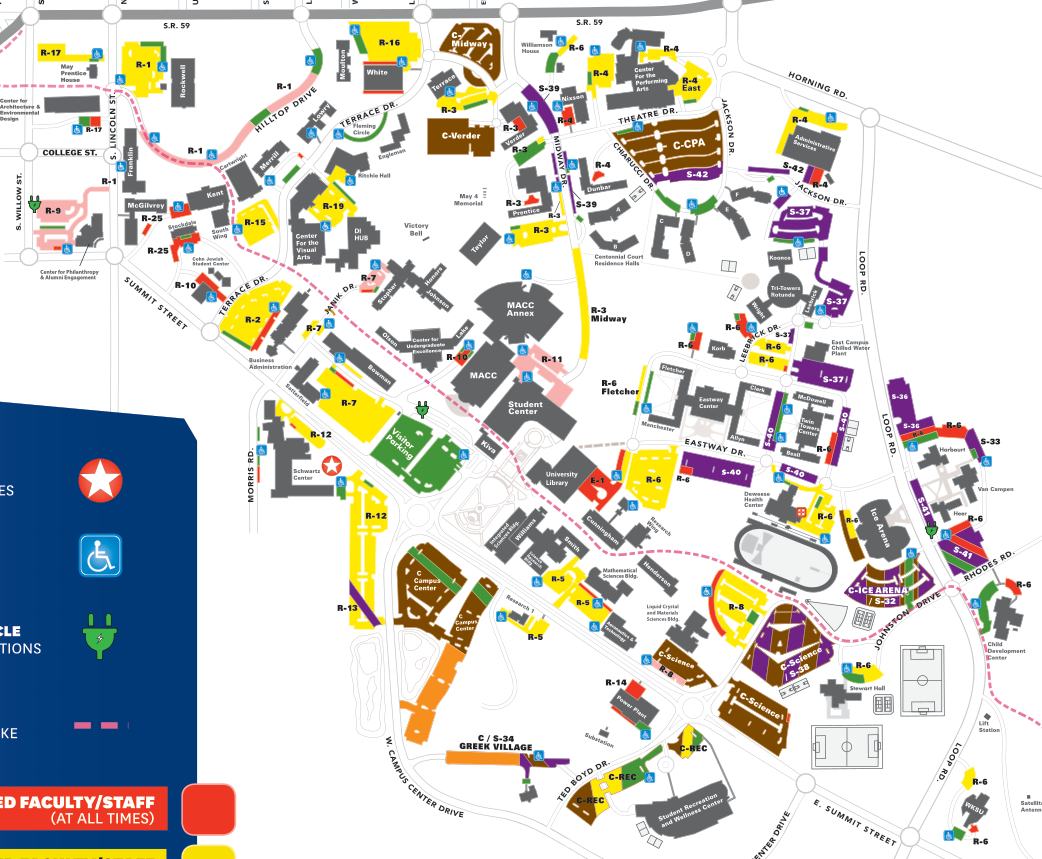 S.R. 59
S.R. 59
R-17
May
Prentice
House
R-1
Rockwell
Moulton
R-16
White
C-
Midway
Williamson
House
R-6
R-4
R-4
Center
For the
Performing
Arts
R-4
East
HORNING RD.
Center for
Architecture &
Environmental
Design
R-17
S. LINCOLN ST.
R-1
HILLTOP DRIVE
Terrace
R-3
S-39
Nixson
R-4
THEATRE DR.
JACKSON DR.
R-4
Administrative
Services
COLLEGE ST.
Franklin
R-1
Lowry
TERRACE DR.
Fleming
Circle
Engleman
C-Verder
R-3
Verder
R-3
MIDWAY DR.
C-CPA
S-42
CHIARUCCI DR.
S-42
R-4
JACKSON DR.
S. WILLOW ST.
R-1
R-9
McGilvrey
R-25
Stockdale
R-25
Cartwright
Merrill
Kent
South
Wing
R-15
Ritchie Hall
R-19
Center
For the
Visual
Arts
DI
HUB
Victory
Bell
May 4
Memorial
Taylor
R-3
Prentice
R-3
R-3
R-4
Dunbar
S-39
A
B
C
D
E
F
Centennial Court
Residence Halls
S-37
Koonce
Tri-Towers
Rotunda
Wright
Leebrick
S-37
LOOP RD.
Center for Philanthropy
& Alumni Engagement
Cohn Jewish
Student Center
R-10
TERRACE DR.
R-2
SUMMIT STREET
Business
Administration
JANIK DR.
R-7
R-7
Stopher
Honors
Johnson
Olson
Center for
Undergraduate
Excellence
Lake
R-10
MACC
Annex
MACC
R-11
Student
Center
R-3
Midway
R-6
Korb
R-6
LEEBRICK DR.
S-37
R-6
R-6
East Campus
Chilled Water
Plant
S-37
Bowman
Satterfield
R-7
R-12
Visitor
Parking
Kiva
R-6
Fletcher
Fletcher
Manchester
Eastway
Center
Clark
Allyn
McDowell
Twin
Towers
Center
Beall
S-40
S-40
R-6
S-36
S-36
R-6
R-6
S-33
Harbourt
Van Campen
LOOP RD.
MORRIS RD.
Schwartz
Center
R-12
University
Library
E-1
R-6
EASTWAY DR.
S-40
S-40
Deweese
Health
Center
R-6
R-6
Ice Arena
S-41
Heer
R-6
S-41
RHODES RD.
Integrated
Sciences Bldg.
Williams
Smith
Cunningham
Research
Wing
R-13
C
Campus
Center
C
Campus
Center
R-5
R-5
Research 1
R-5
Mathematical
Sciences Bldg.
Henderson
Aeronautics &
Technology
Liquid Crystal
and Materials
Sciences Bldg.
R-8
C-ICE ARENA
/ S-32
JOHNSTON DRIVE
R-6
Child
Development
Center
C-Science
R-8
C-Science
/ S-38
R-6
Stewart Hall
C-Science
R-14
Power Plant
Substation
Lift
Station
C / S-34
GREEK VILLAGE
W. CAMPUS CENTER DRIVE
TED BOYD DR.
C-REC
C-REC
C-REC
Student Recreation
and Wellness Center
LOOP RD.
R-6
WKSU
R-6
E. SUMMIT STREET
ENTER DRIVE
Satellit
Antenn
ES
CLE
TIONS
KE
ED FACULTY/STAFF
(AT ALL TIMES)